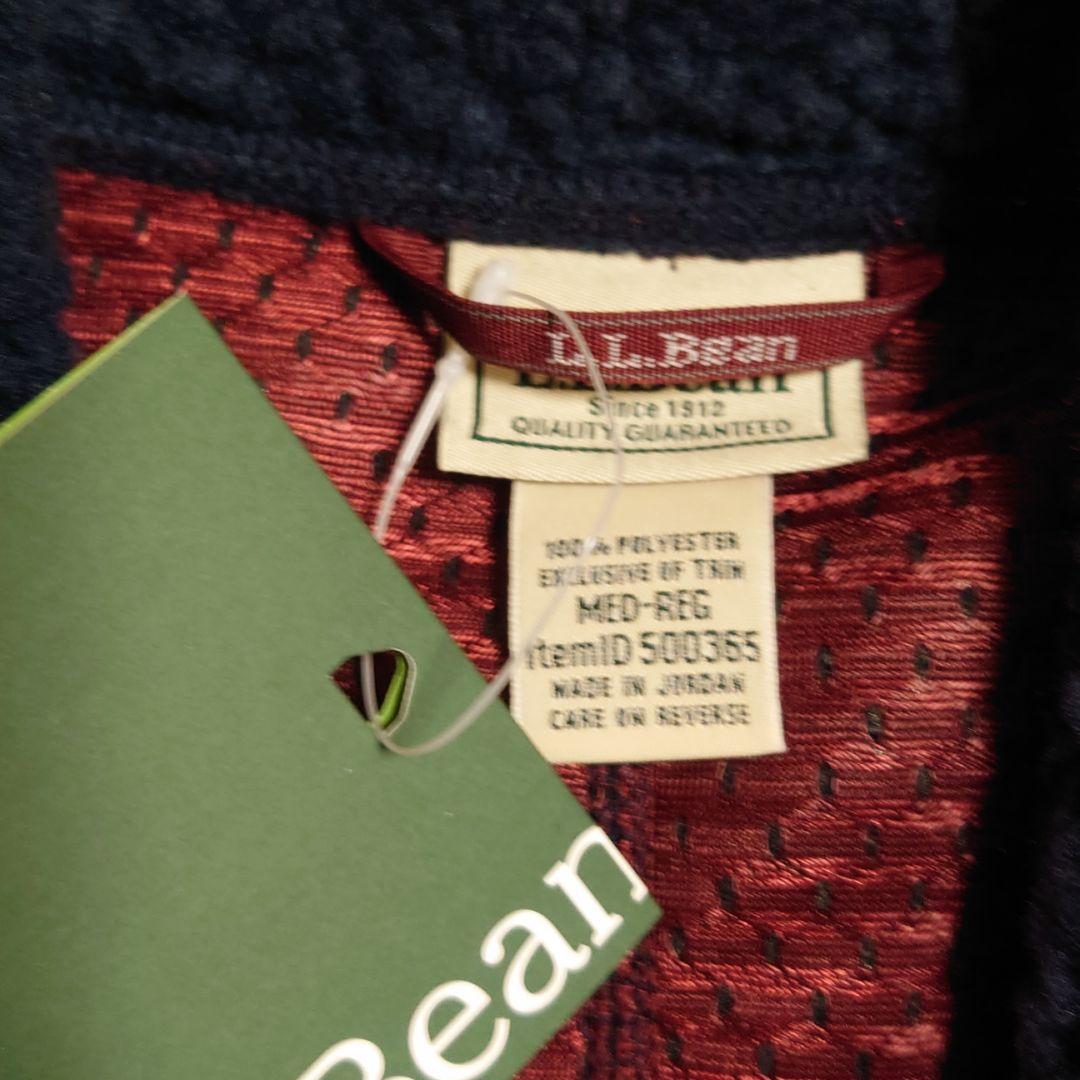 L.L.Bean
Since 1912
QUALITY GUARANTEED
100% POLYESTER
EXCLUSIVE OF TRIM
MED-REG
ItemID 500365
MADE IN JORDAN
CARE ON REVERSE
Bean